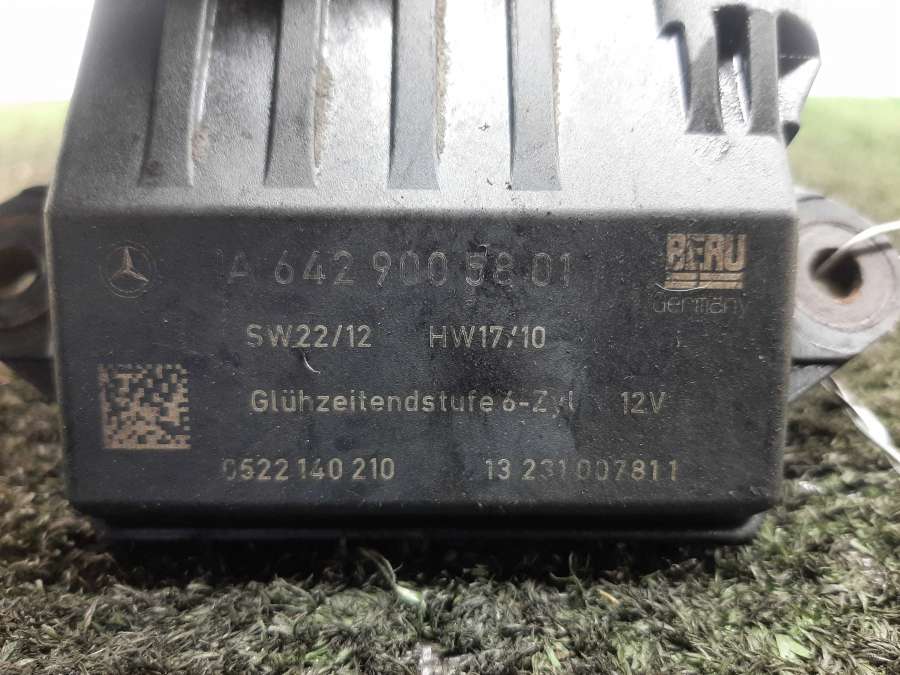 A 642 900 58 01
BERU
Germany
SW22/12 HW17/10
Glühzeitendstufe 6-Zyl 12V
0522 140 210 13 231 007811